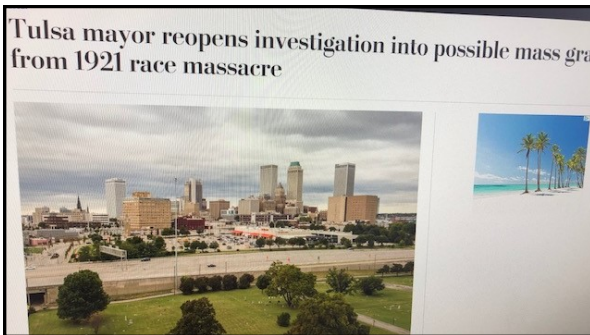 Tulsa mayor reopens investigation into possible mass gra
from 1921 race massacre